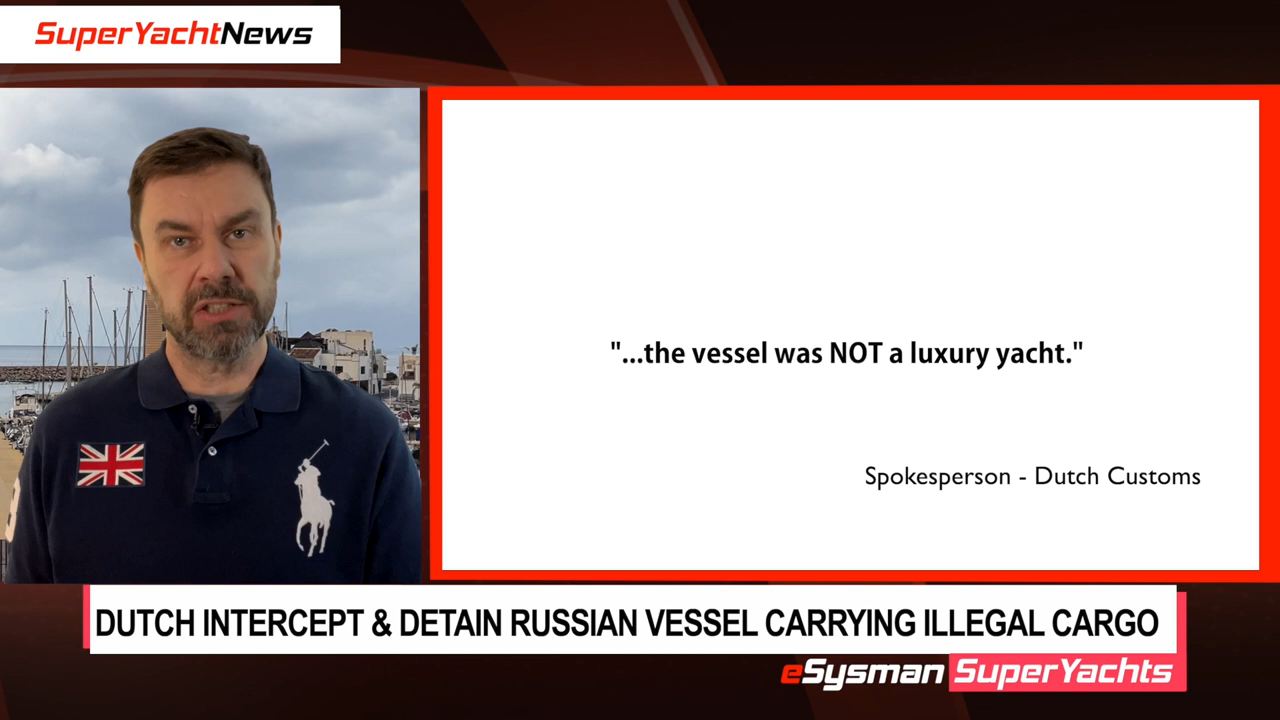 SuperYachtNews
"...the vessel was NOT a luxury yacht."
Spokesperson - Dutch Customs
DUTCH INTERCEPT & DETAIN RUSSIAN VESSEL CARRYING ILLEGAL CARGO
eSysman SuperYachts